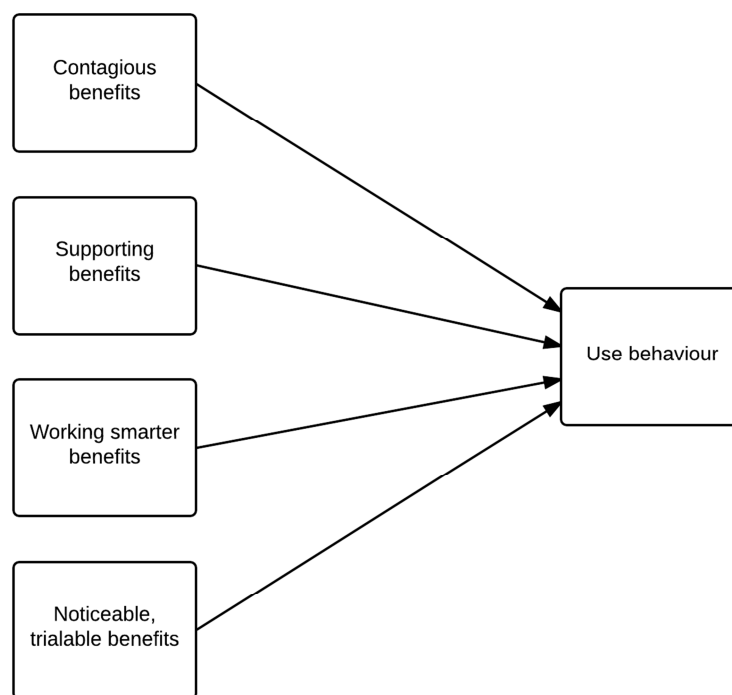 Contagious
benefits
Supporting
benefits
Use behaviour
Working smarter
benefits
Noticeable,
trialable benefits